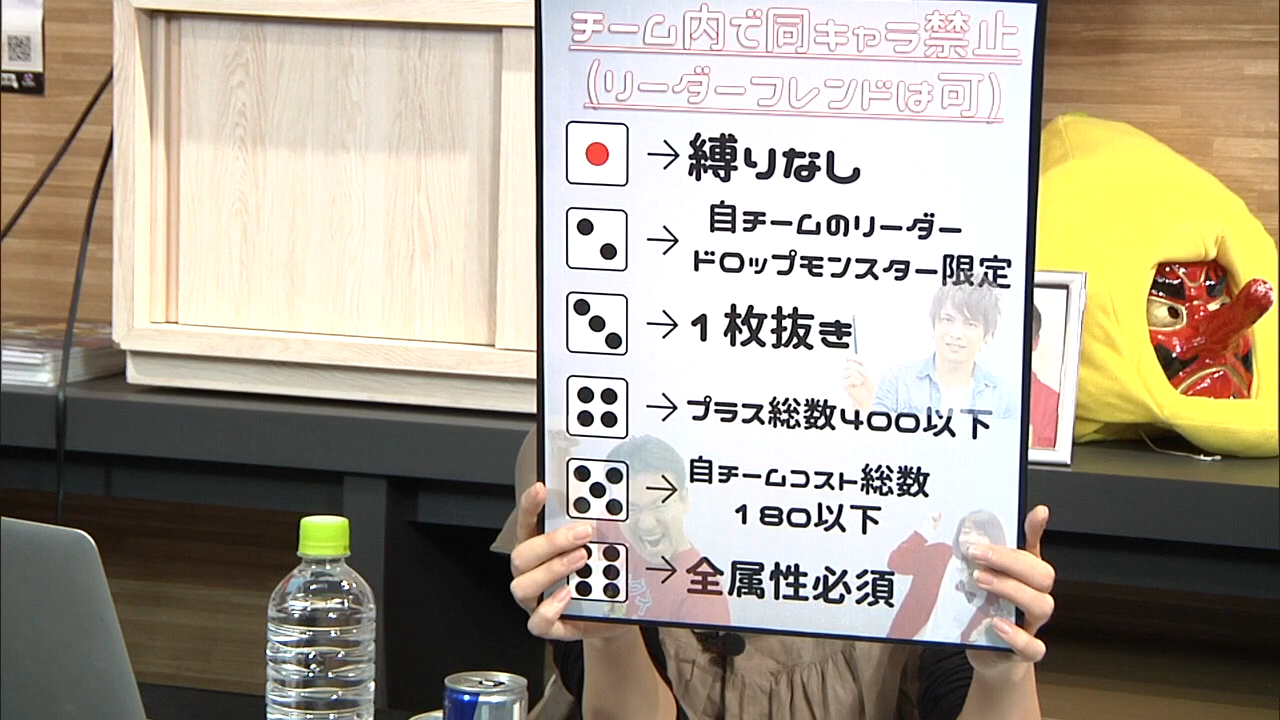 チーム内で同キャラ禁止
(リーダーフレンドは可)
→縛りなし
→自チームのリーダー
ドロップモンスター限定
→1枚抜き
→プラス総数400以下
→自チームコスト総数
180以下
→全属性必須